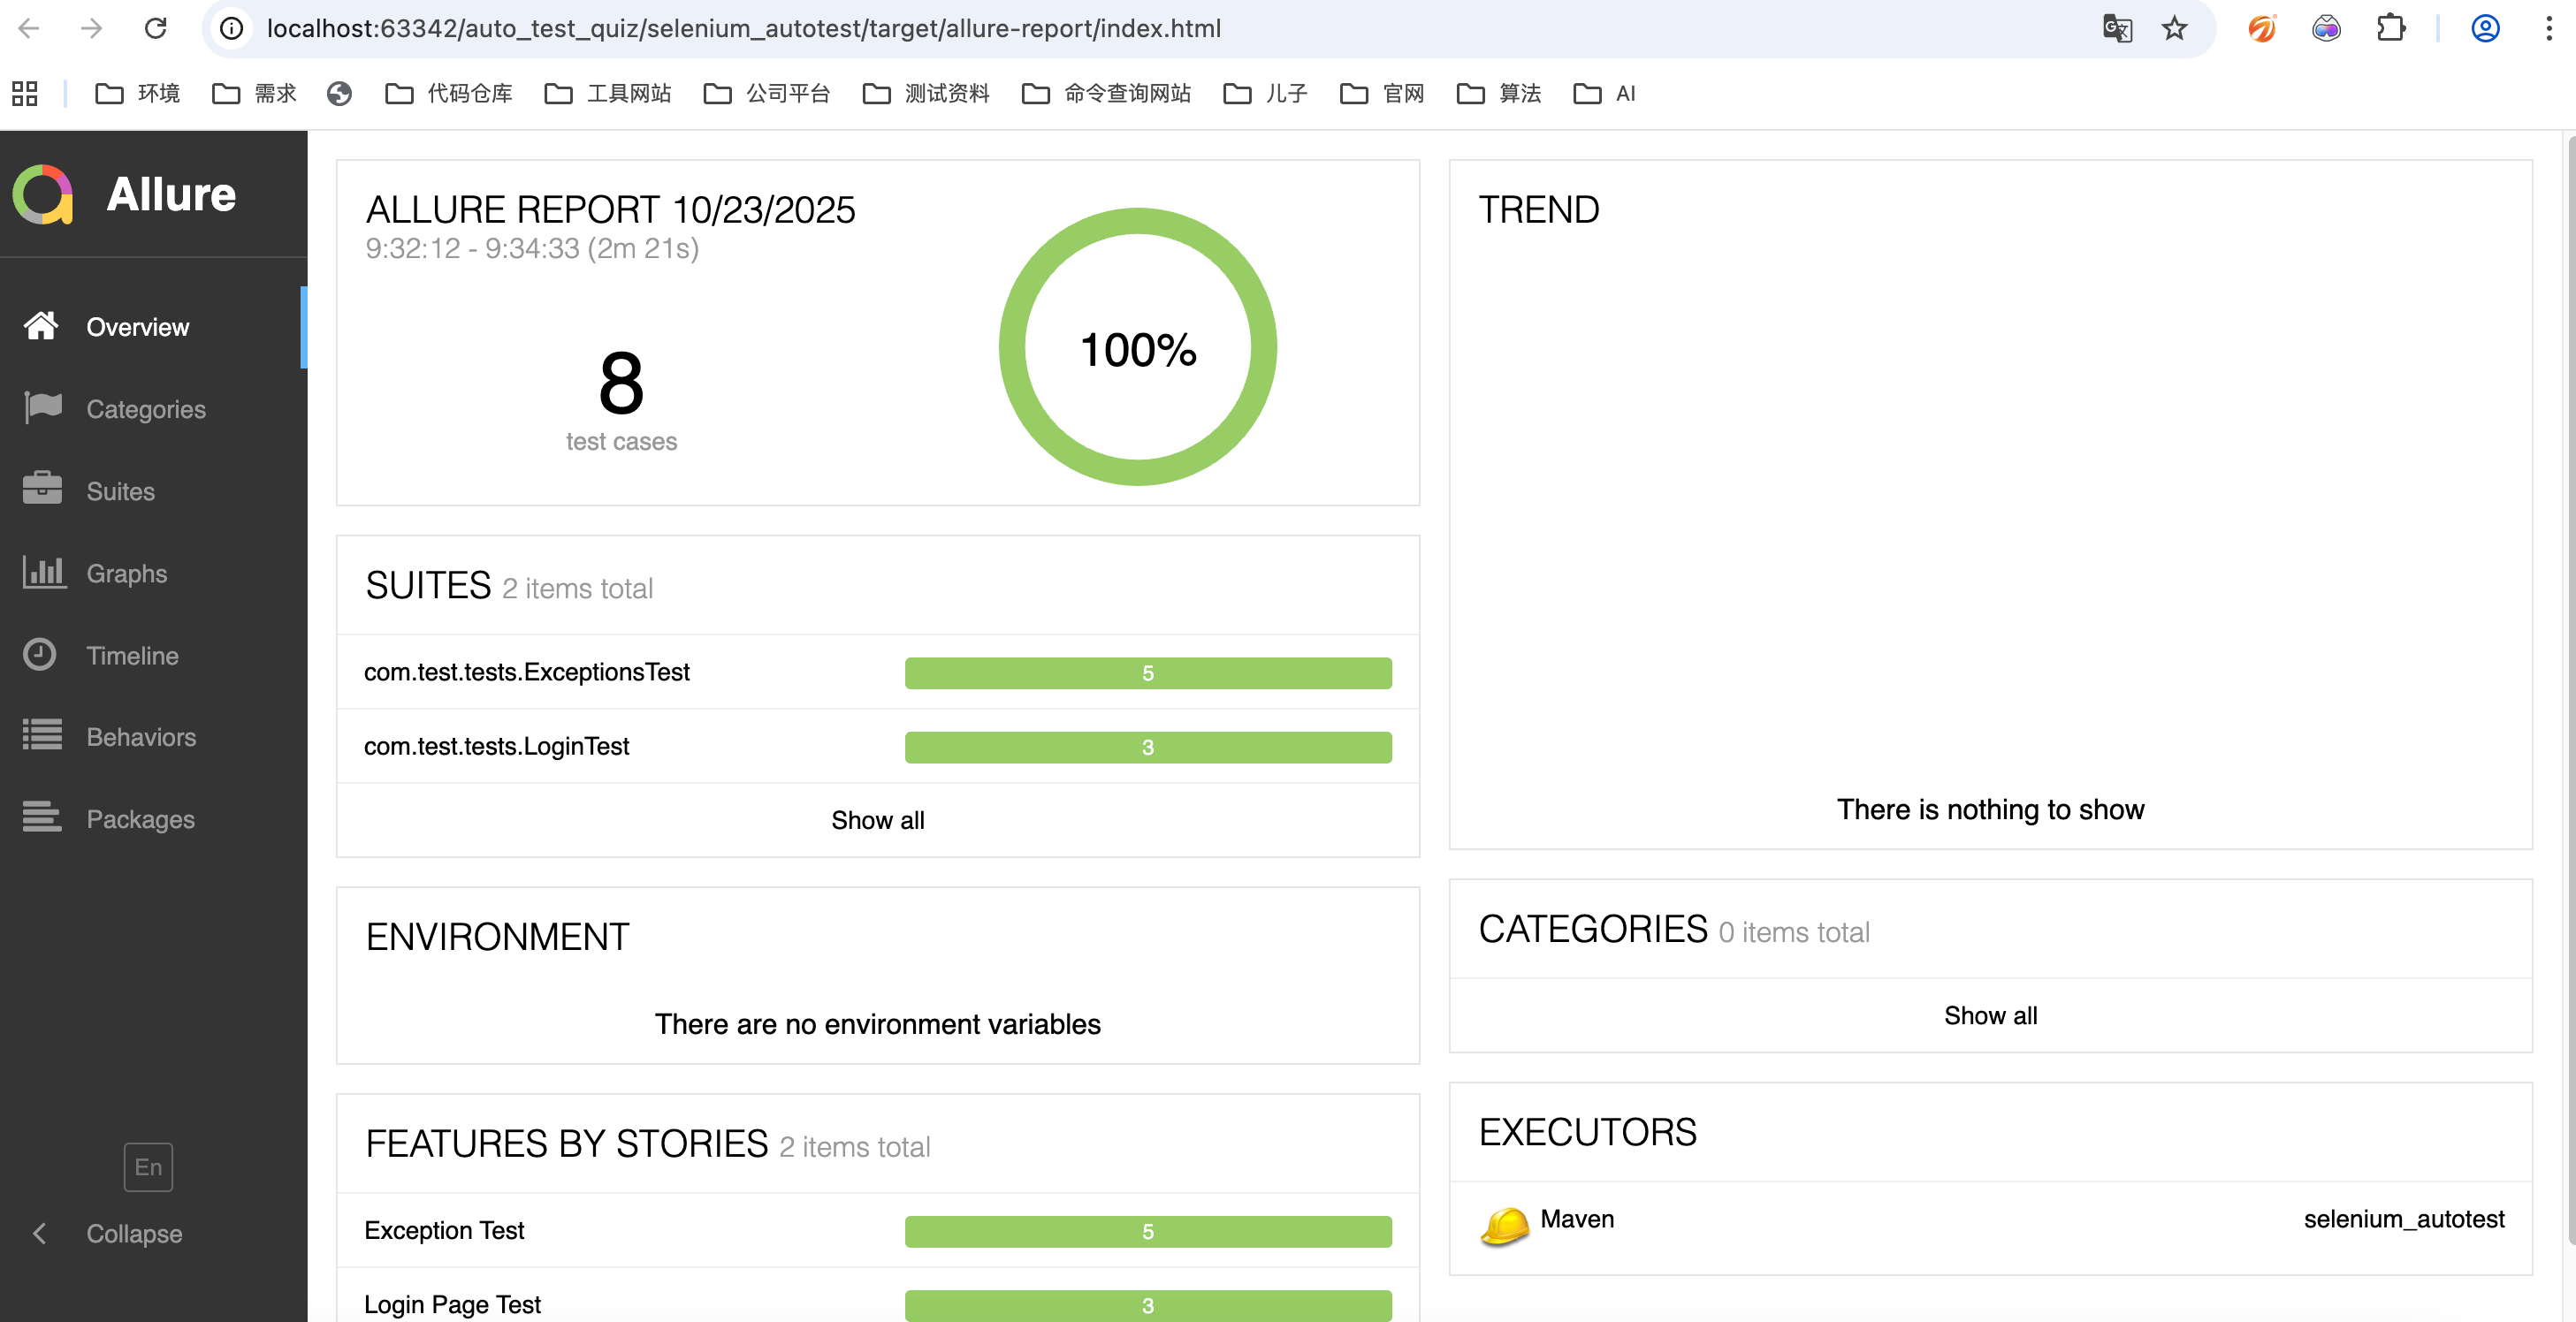 localhost:63342/auto_test_quiz/selenium_autotest/target/allure-report/index.html
环境 需求 代码仓库 工具网站 公司平台 测试资料 命令查询网站 儿子 官网 算法 AI
Allure
Overview
Categories
Suites
Graphs
Timeline
Behaviors
Packages
En
Collapse
ALLURE REPORT 10/23/2025
9:32:12 - 9:34:33 (2m 21s)
8
test cases
100%
SUITES 2 items total
com.test.tests.ExceptionsTest 5
com.test.tests.LoginTest 3
Show all
ENVIRONMENT
There are no environment variables
FEATURES BY STORIES 2 items total
Exception Test 5
Login Page Test 3
TREND
There is nothing to show
CATEGORIES 0 items total
Show all
EXECUTORS
Maven selenium_autotest